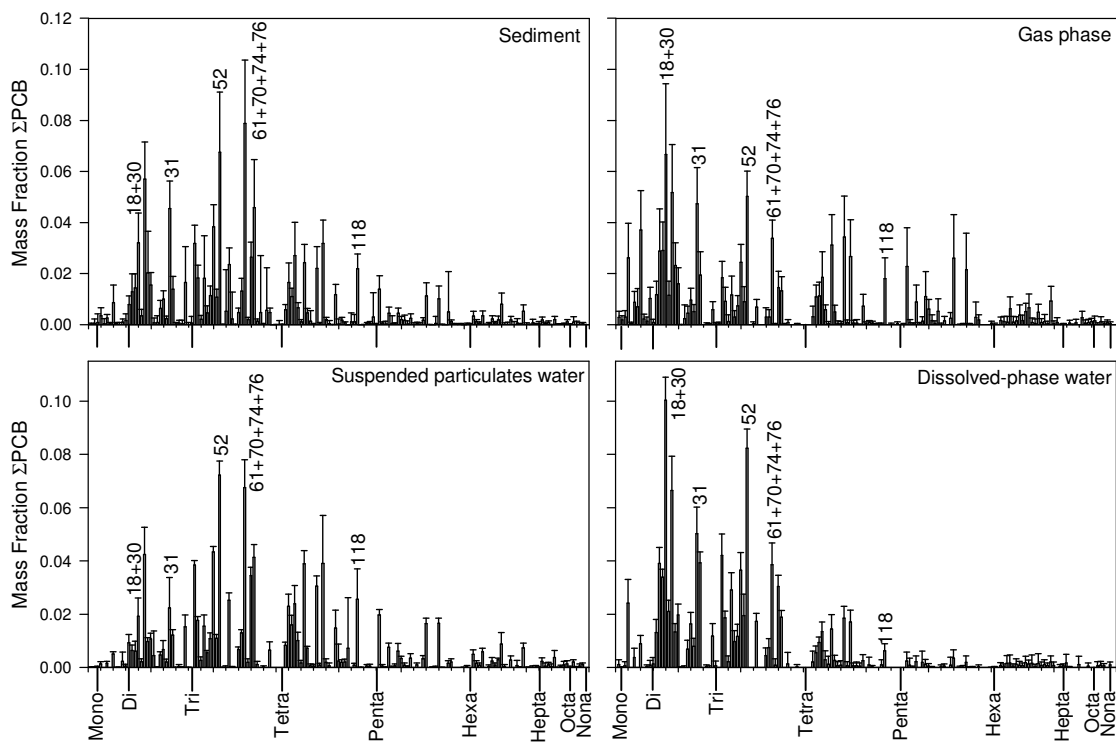 Sediment
Gas phase
Mass Fraction ΣPCB
0.12
0.10
0.08
0.06
0.04
0.02
0.00
18+30
31
52
61+70+74+76
118
18+30
31
52
61+70+74+76
118
Suspended particulates water
Dissolved-phase water
Mass Fraction ΣPCB
0.10
0.08
0.06
0.04
0.02
0.00
18+30
31
52
61+70+74+76
118
18+30
31
52
61+70+74+76
118
Mono
Di
Tri
Tetra
Penta
Hexa
Hepta
Octa
Nona
Mono
Di
Tri
Tetra
Penta
Hexa
Hepta
Octa
Nona